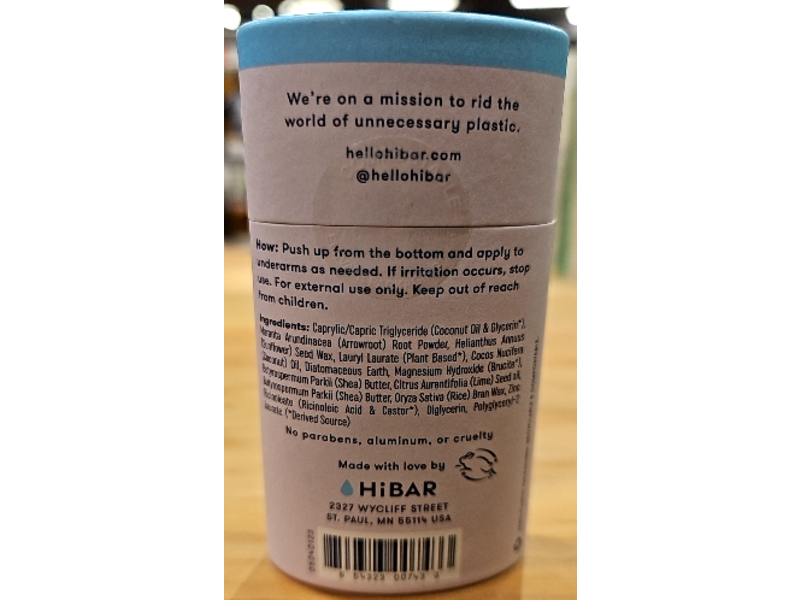 We're on a mission to rid the
world of unnecessary plastic.
hellohibar.com
@hellohibar
How: Push up from the bottom and apply to
underarms as needed. If irritation occurs, stop
use. For external use only. Keep out of reach
from children.
Ingredients: Caprylic/Capric Triglyceride (Coconut Oil & Glycerin*),
Maranta Arundinacea (Arrowroot) Root Powder, Helianthus Annuus
(Sunflower) Seed Wax, Lauryl Laurate (Plant Based*), Cocos Nucifera
(Coconut) Oil, Diatomaceous Earth, Magnesium Hydroxide (Brucite*),
Butyrospermum Parkii (Shea) Butter, Citrus Aurantifolia (Lime) Seed oil,
Butyrospermum Parkii (Shea) Butter, Oryza Sativa (Rice) Bran Wax, Zinc
Ricinoleate (Ricinoleic Acid & Castor*), Diglycerin, Polyglyceryl-2
(*Derived Source)
No parabens, aluminum, or cruelty
Made with love by
HiBAR
2327 WYCLIFF STREET
ST. PAUL, MN 55114 USA